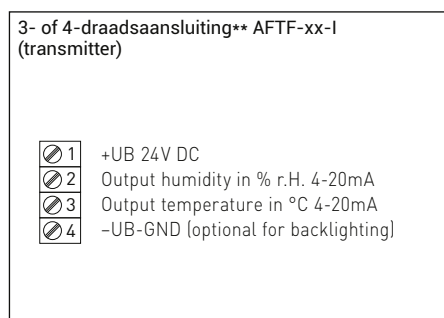 3- of 4-draadsaansluiting** AFTF-xx-I
(transmitter)
1 +UB 24V DC
2 Output humidity in % r.H. 4-20mA
3 Output temperature in °C 4-20mA
4 –UB-GND (optional for backlighting)